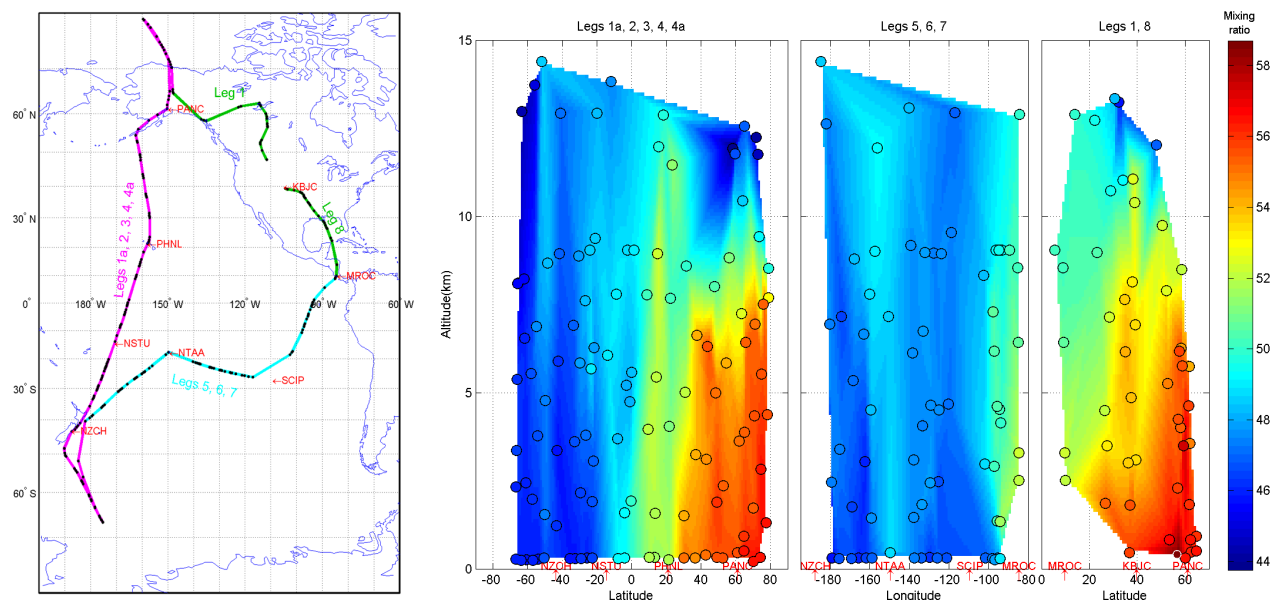 Legs 1a, 2, 3, 4, 4a
Legs 5, 6, 7
Legs 1, 8
Mixing
ratio
Leg 1
PANC
60° N
KBJC
Leg 8
30° N
Legs 1a, 2, 3, 4, 4a
PHNL
MROC
0°
180° W
150° W
120° W
90° W
60° W
NSTU
NTAA
SCIP
Legs 5, 6, 7
30° S
NZCH
60° S
Altitude(km)
15
10
5
0
58
56
54
52
50
48
46
44
NZCH
NSTU
PHNL
PANC
NZCH
NTAA
SCIP
MROC
MROC
KBJC
PANC
-80
-60
-40
-20
0
20
40
60
80
-180
-160
-140
-120
-100
-80
0
20
40
60
Latitude
Longitude
Latitude